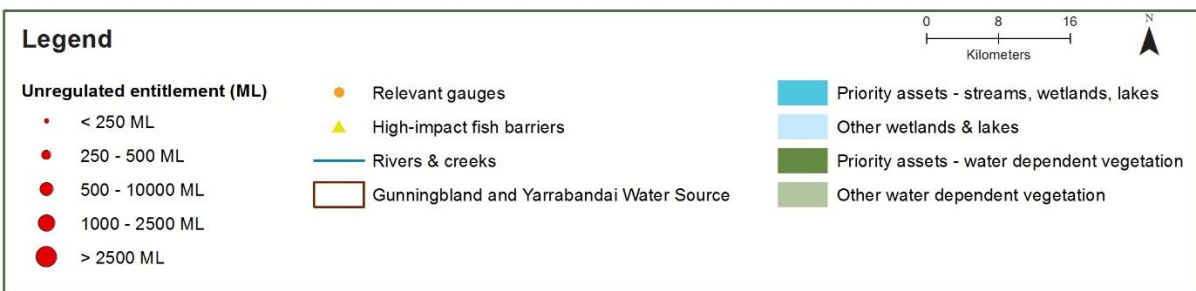 Legend
0 8 16
Kilometers
N
Unregulated entitlement (ML)
< 250 ML
250 - 500 ML
500 - 10000 ML
1000 - 2500 ML
> 2500 ML
Relevant gauges
High-impact fish barriers
Rivers & creeks
Gunningbland and Yarrabandai Water Source
Priority assets - streams, wetlands, lakes
Other wetlands & lakes
Priority assets - water dependent vegetation
Other water dependent vegetation